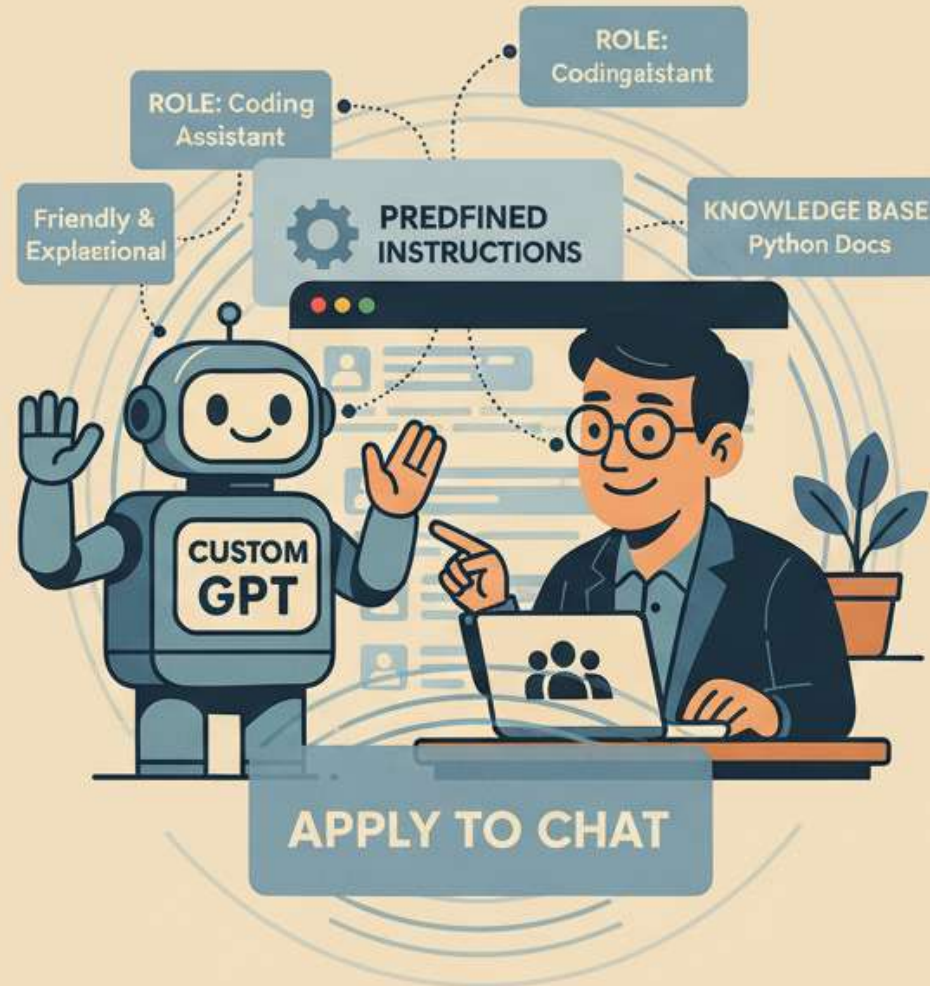 ROLE:
Codingaistant
ROLE: Coding
Assistant
Friendly &
Explaetional
PREDFINED
INSTRUCTIONS
KNOWLEDGE BASE
Python Docs
CUSTOM
GPT
APPLY TO CHAT